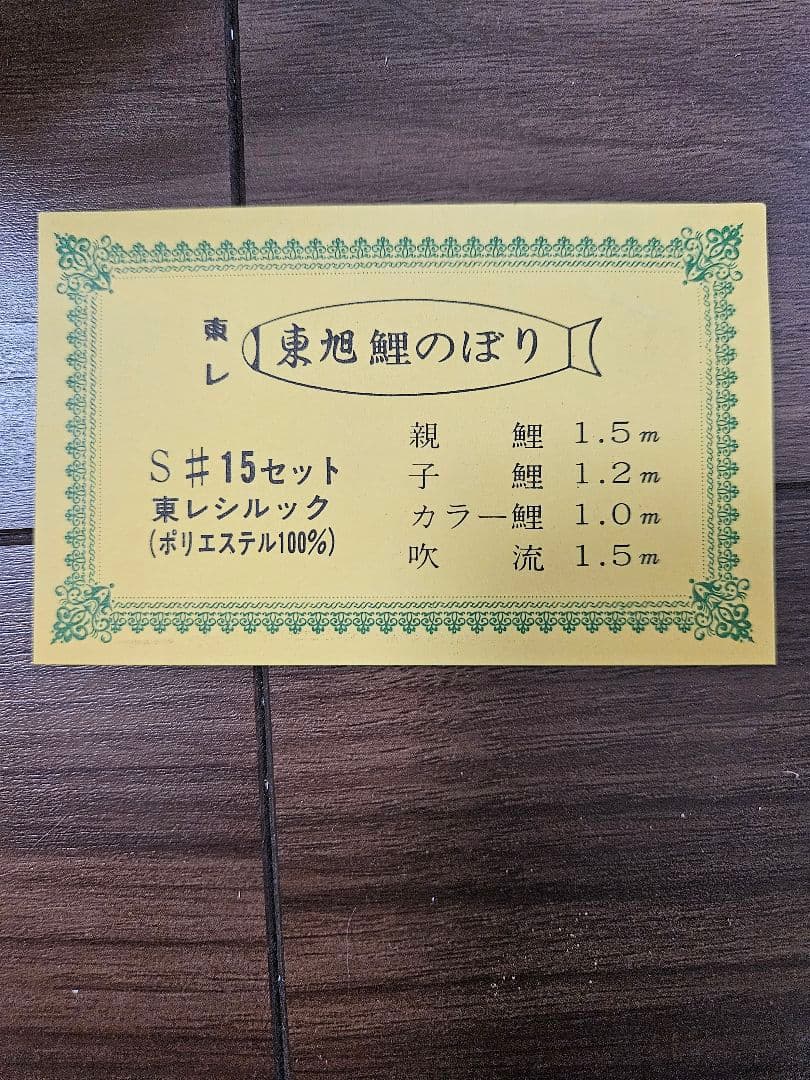 東レ 東旭鯉のぼり
S♯15セット
東レシルック
(ポリエステル100%)
親 鯉 1.5m
子 鯉 1.2m
カラー鯉 1.0m
吹 流 1.5m